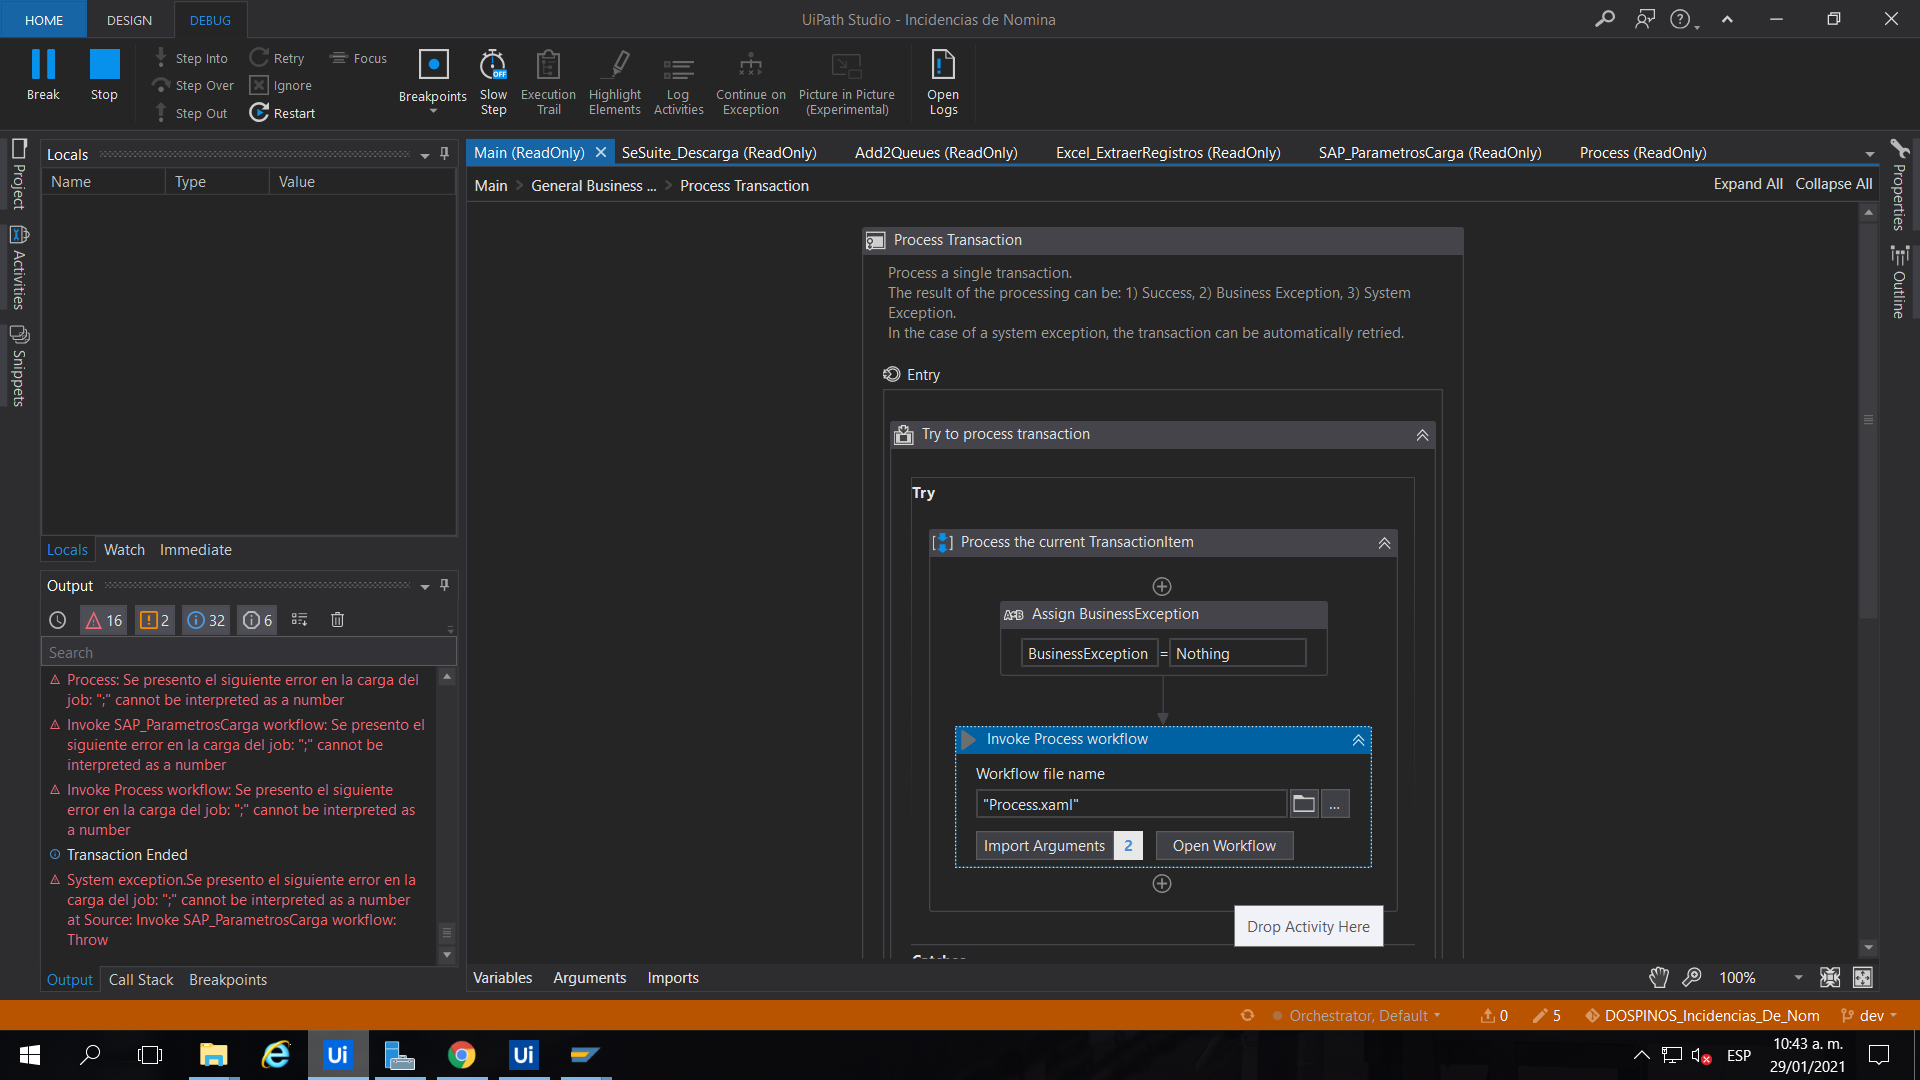 HOME
DESIGN
DEBUG
UiPath Studio - Incidencias de Nomina
Break
Stop
Step Into
Step Over
Step Out
Retry
Ignore
Restart
Focus
Breakpoints
Slow
Step
OFF
Execution
Trail
Highlight
Elements
Log
Activities
Continue on
Exception
Picture in Picture
(Experimental)
Open
Logs
Project
Activities
Snippets
Locals
Name
Type
Value
Locals
Watch
Immediate
Output
16
2
32
6
Search
Process: Se presento el siguiente error en la carga del
job: ";" cannot be interpreted as a number
Invoke SAP_ParametrosCarga workflow: Se presento el
siguiente error en la carga del job: ";" cannot be
interpreted as a number
Invoke Process workflow: Se presento el siguiente
error en la carga del job: ";" cannot be interpreted as
a number
Transaction Ended
System exception.Se presento el siguiente error en la
carga del job: ";" cannot be interpreted as a number
at Source: Invoke SAP_ParametrosCarga workflow:
Throw
Output
Call Stack
Breakpoints
Main (ReadOnly)
SeSuite_Descarga (ReadOnly)
Add2Queues (ReadOnly)
Excel_ExtraerRegistros (ReadOnly)
SAP_ParametrosCarga (ReadOnly)
Process (ReadOnly)
Main > General Business ... > Process Transaction
Expand All
Collapse All
Process Transaction
Process a single transaction.
The result of the processing can be: 1) Success, 2) Business Exception, 3) System
Exception.
In the case of a system exception, the transaction can be automatically retried.
Entry
Try to process transaction
Try
Process the current TransactionItem
A+B Assign BusinessException
BusinessException = Nothing
Invoke Process workflow
Workflow file name
"Process.xaml"
...
Import Arguments 2
Open Workflow
Drop Activity Here
Catches
Variables
Arguments
Imports
100%
Properties
Outline
Orchestrator, Default
0
5
DOSPINOS_Incidencias_De_Nom
dev
Ui
Ui
ESP
10:43 a. m.
29/01/2021